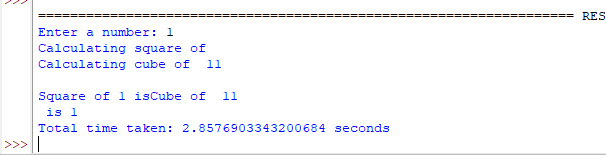 >>>
====================================================================== RES
Enter a number: 1
Calculating square of
Calculating cube of  11
Square of 1 isCube of  11
 is 1
Total time taken: 2.8576903343200684 seconds
>>>